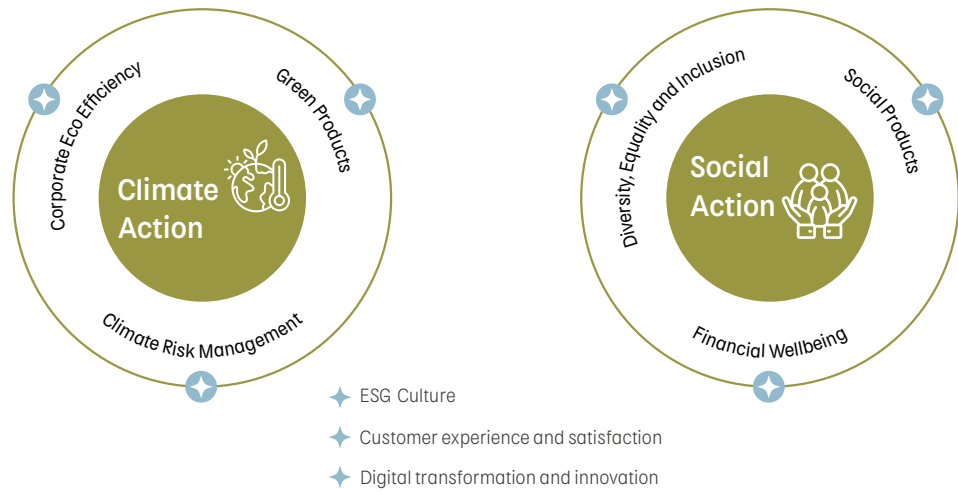 Corporate Eco Efficiency
Green Products
Climate
Action
Climate Risk Management
Diversity, Equality and Inclusion
Social Products
Social
Action
Financial Wellbeing
ESG Culture
Customer experience and satisfaction
Digital transformation and innovation